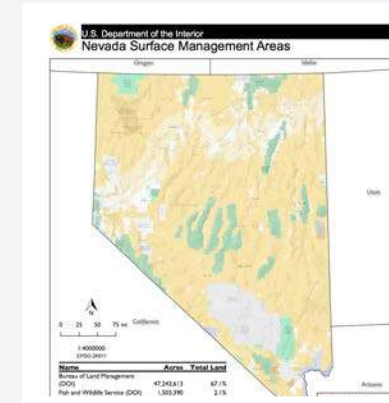 U.S. Department of the Interior
Nevada Surface Management Areas
Oregon
Idaho
Utah
California
N
0 25 50 75 mi
1:4000000
Name Acres Total Land
Bureau of Land Management
(DOI) 47,243,613 67.1%
Fish and Wildlife Service (DOI) 1,503,390 2.1%
Arizona